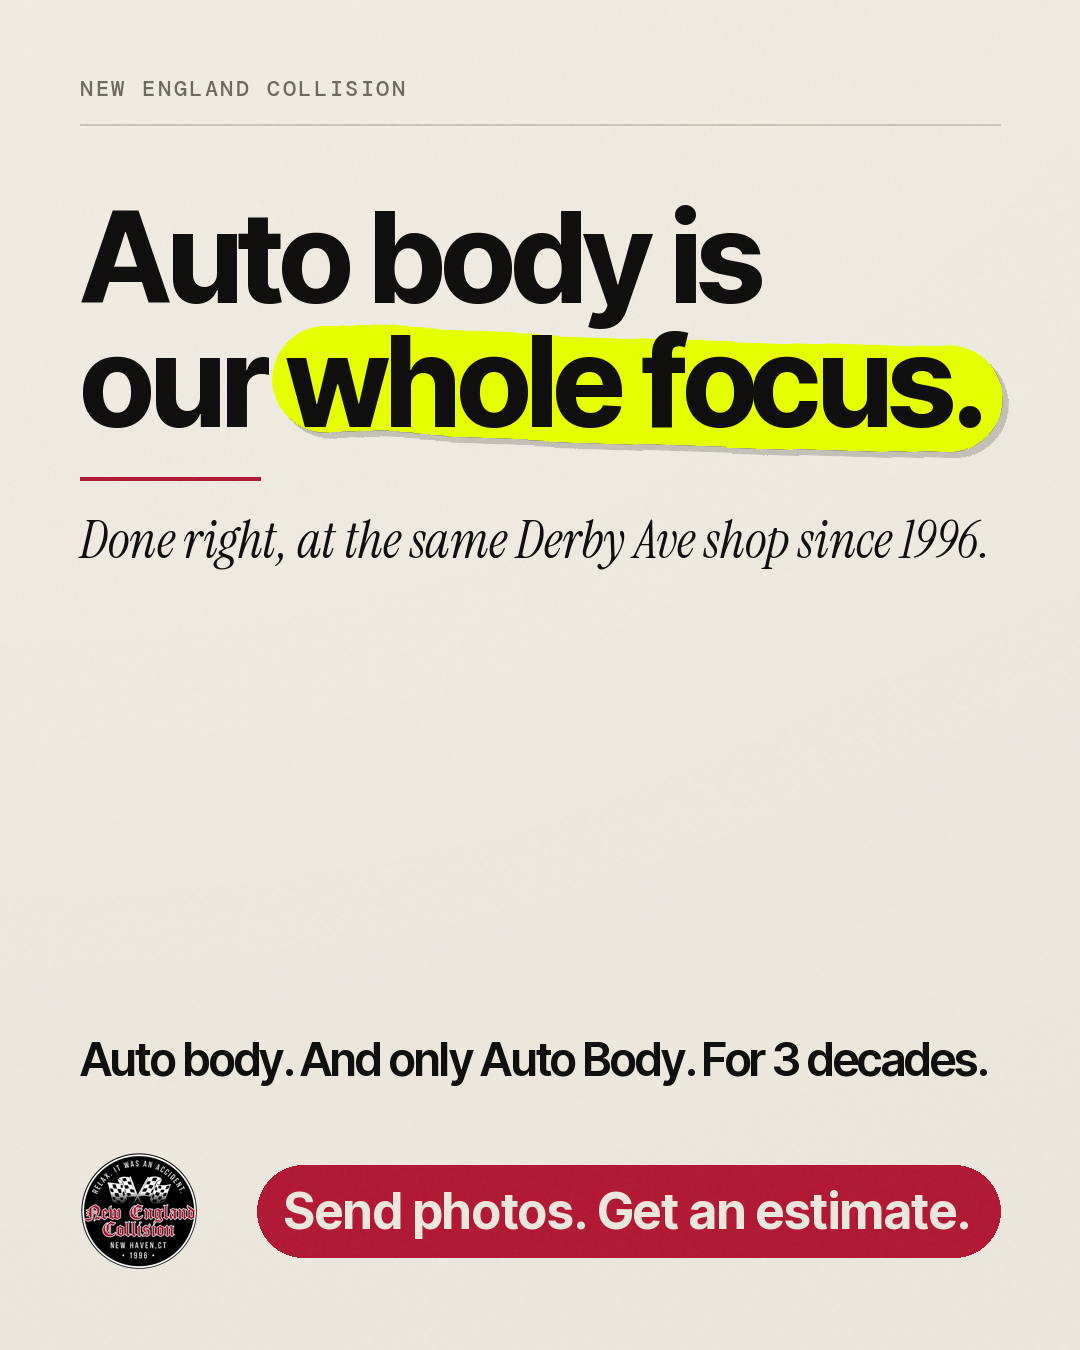 NEW ENGLAND COLLISION
Auto body is
our whole focus.
Done right, at the same Derby Ave shop since 1996.
Auto body. And only Auto Body. For 3 decades.
RELAX, IT WAS AN ACCIDENT.
New England
Collision
NEW HAVEN, CT
• 1996 •
Send photos. Get an estimate.